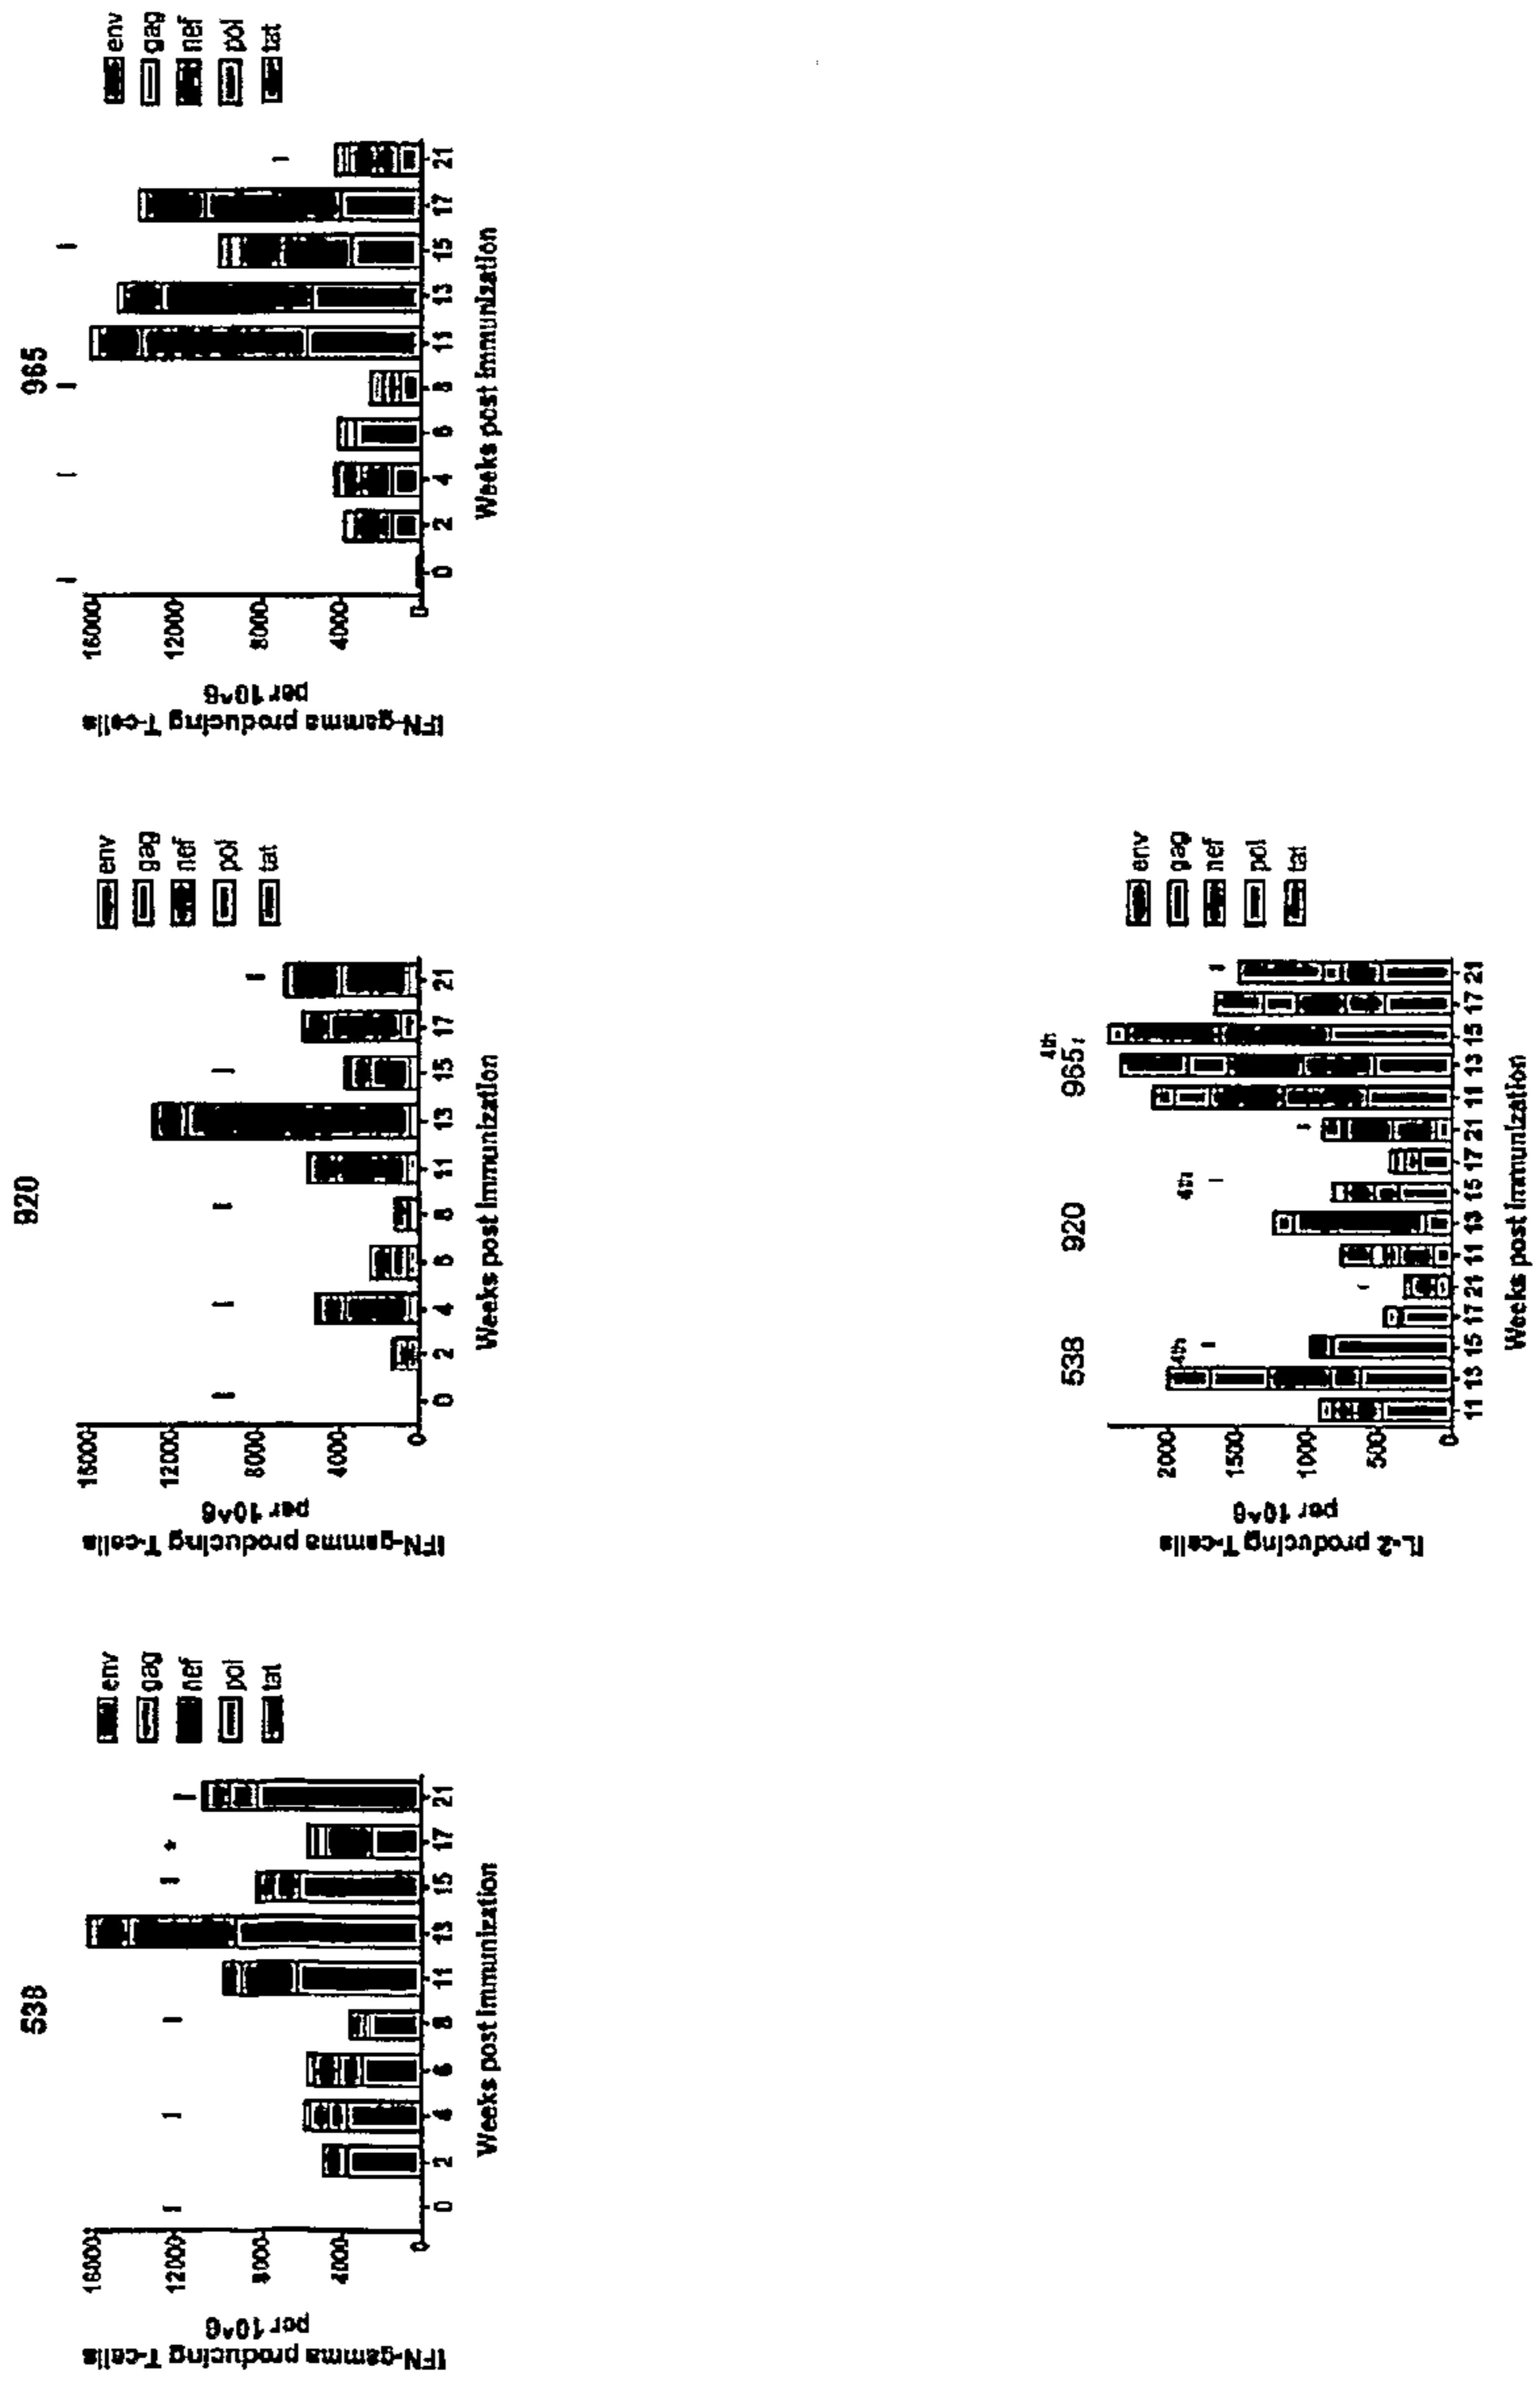 538
IFN-gamma producing T-cells
per 10^6
16000
12000
8000
4000
0
0 2 4 6 8 11 13 15 17 21
*
Weeks post immunization
env
gag
nef
pol
tat
920
IFN-gamma producing T-cells
per 10^6
16000
12000
8000
4000
0
0 2 4 6 8 11 13 15 17 21
Weeks post immunization
env
gag
nef
pol
tat
965
IFN-gamma producing T-cells
per 10^6
16000
12000
8000
4000
0
0 2 4 6 8 11 13 15 17 21
Weeks post immunization
env
gag
nef
pol
tat
538 920 965
4th 4th 4th
IL-2 producing T-cells
per 10^6
2000
1500
1000
500
0
11 13 15 17 21 11 13 15 17 21 11 13 15 17 21
Weeks post immunization
env
gag
nef
pol
tat